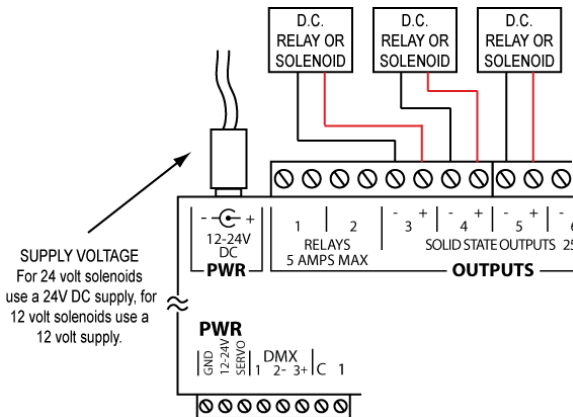 D.C.
RELAY OR
SOLENOID
D.C.
RELAY OR
SOLENOID
D.C.
RELAY OR
SOLENOID
- +
12-24V
DC
PWR
1 2 - 3 + - 4 + - 5 + - 6
RELAYS
5 AMPS MAX
SOLID STATE OUTPUTS 25
OUTPUTS
SUPPLY VOLTAGE
For 24 volt solenoids
use a 24V DC supply, for
12 volt solenoids use a
12 volt supply.
PWR
GND
12-24V
SERVO
DMX
1 2- 3+ C 1